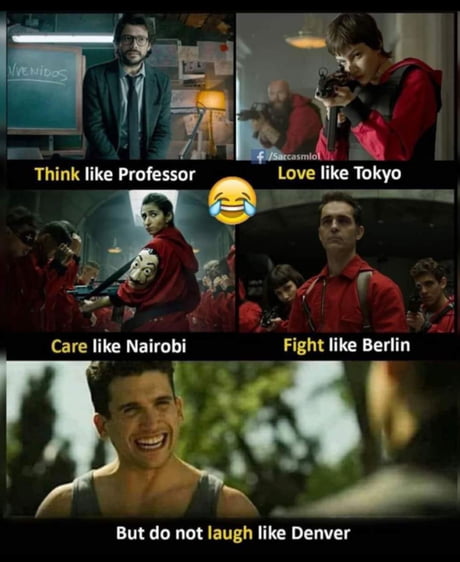 NVENIDOS
f /Sarcasmlol
Think like Professor
Love like Tokyo
Care like Nairobi
Fight like Berlin
But do not laugh like Denver